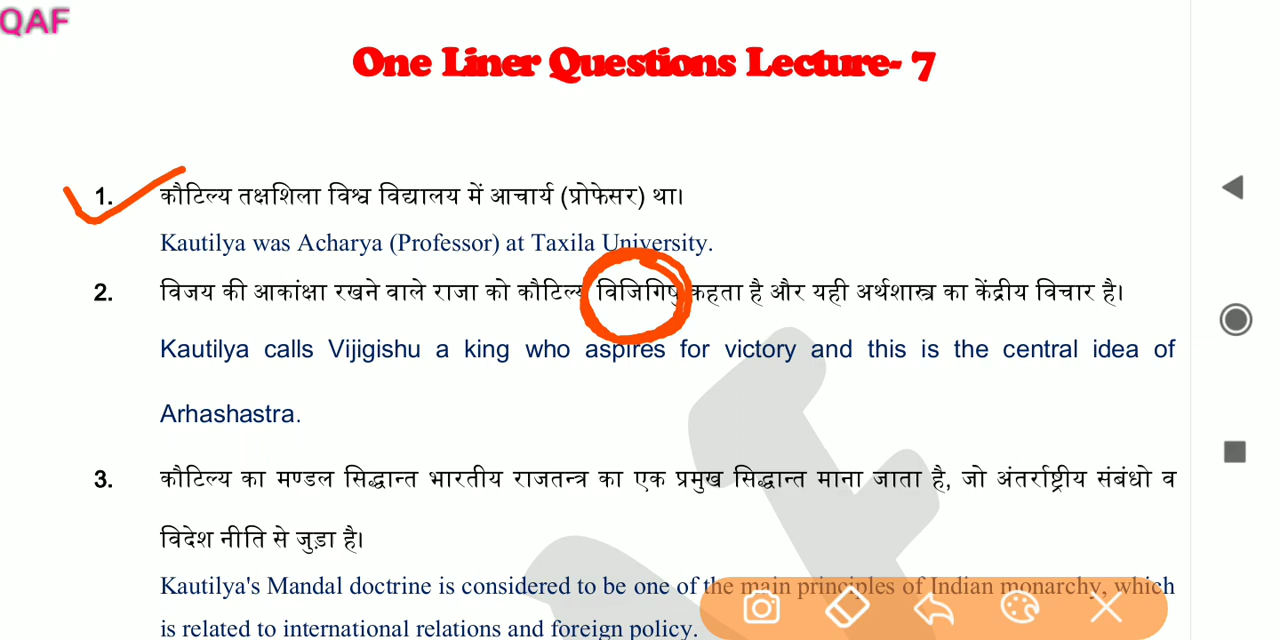 QAF
One Liner Questions Lecture- 7
1. कौटिल्य तक्षशिला विश्व विद्यालय में आचार्य (प्रोफेसर) था।
Kautilya was Acharya (Professor) at Taxila University.
2. विजय की आकांक्षा रखने वाले राजा को कौटिल्य विजिगिषु कहता है और यही अर्थशास्त्र का केंद्रीय विचार है।
Kautilya calls Vijigishu a king who aspires for victory and this is the central idea of
Arhashastra.
3. कौटिल्य का मण्डल सिद्धान्त भारतीय राजतन्त्र का एक प्रमुख सिद्धान्त माना जाता है, जो अंतर्राष्ट्रीय संबंधो व
विदेश नीति से जुड़ा है।
Kautilya's Mandal doctrine is considered to be one of the main principles of Indian monarchy, which
is related to international relations and foreign policy.